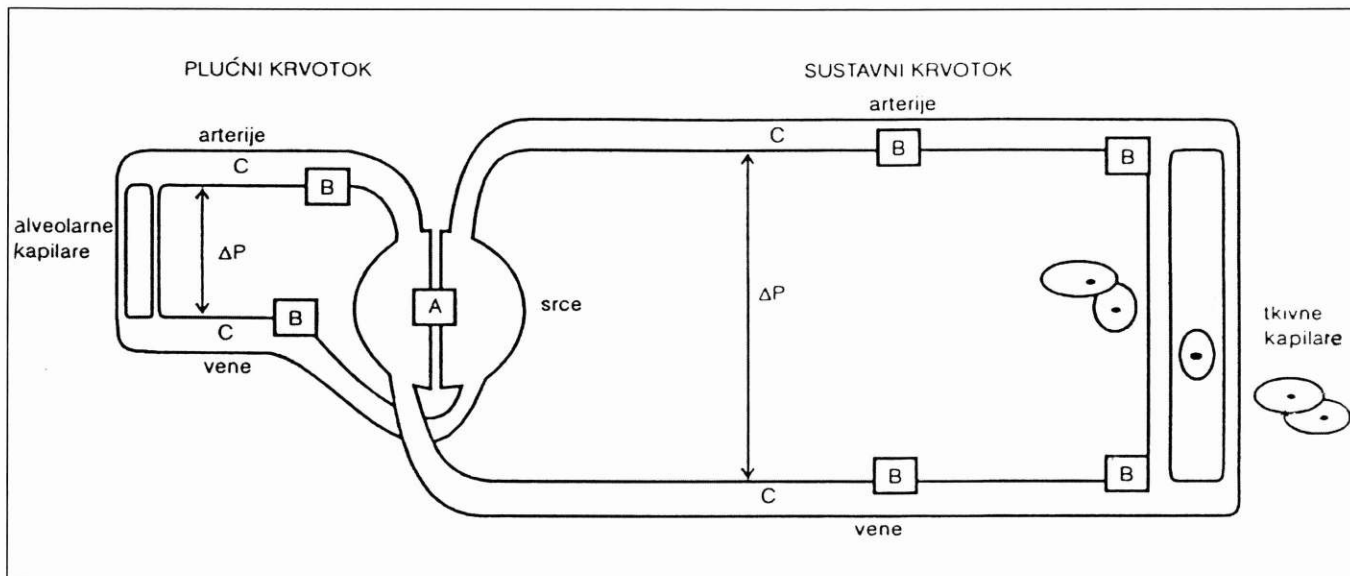 PLUĆNI KRVOTOK
SUSTAVNI KRVOTOK
arterije
arterije
C
C
B
B
B
alveolarne
kapilare
ΔP
A
srce
ΔP
tkivne
kapilare
B
C
vene
B
B
C
vene